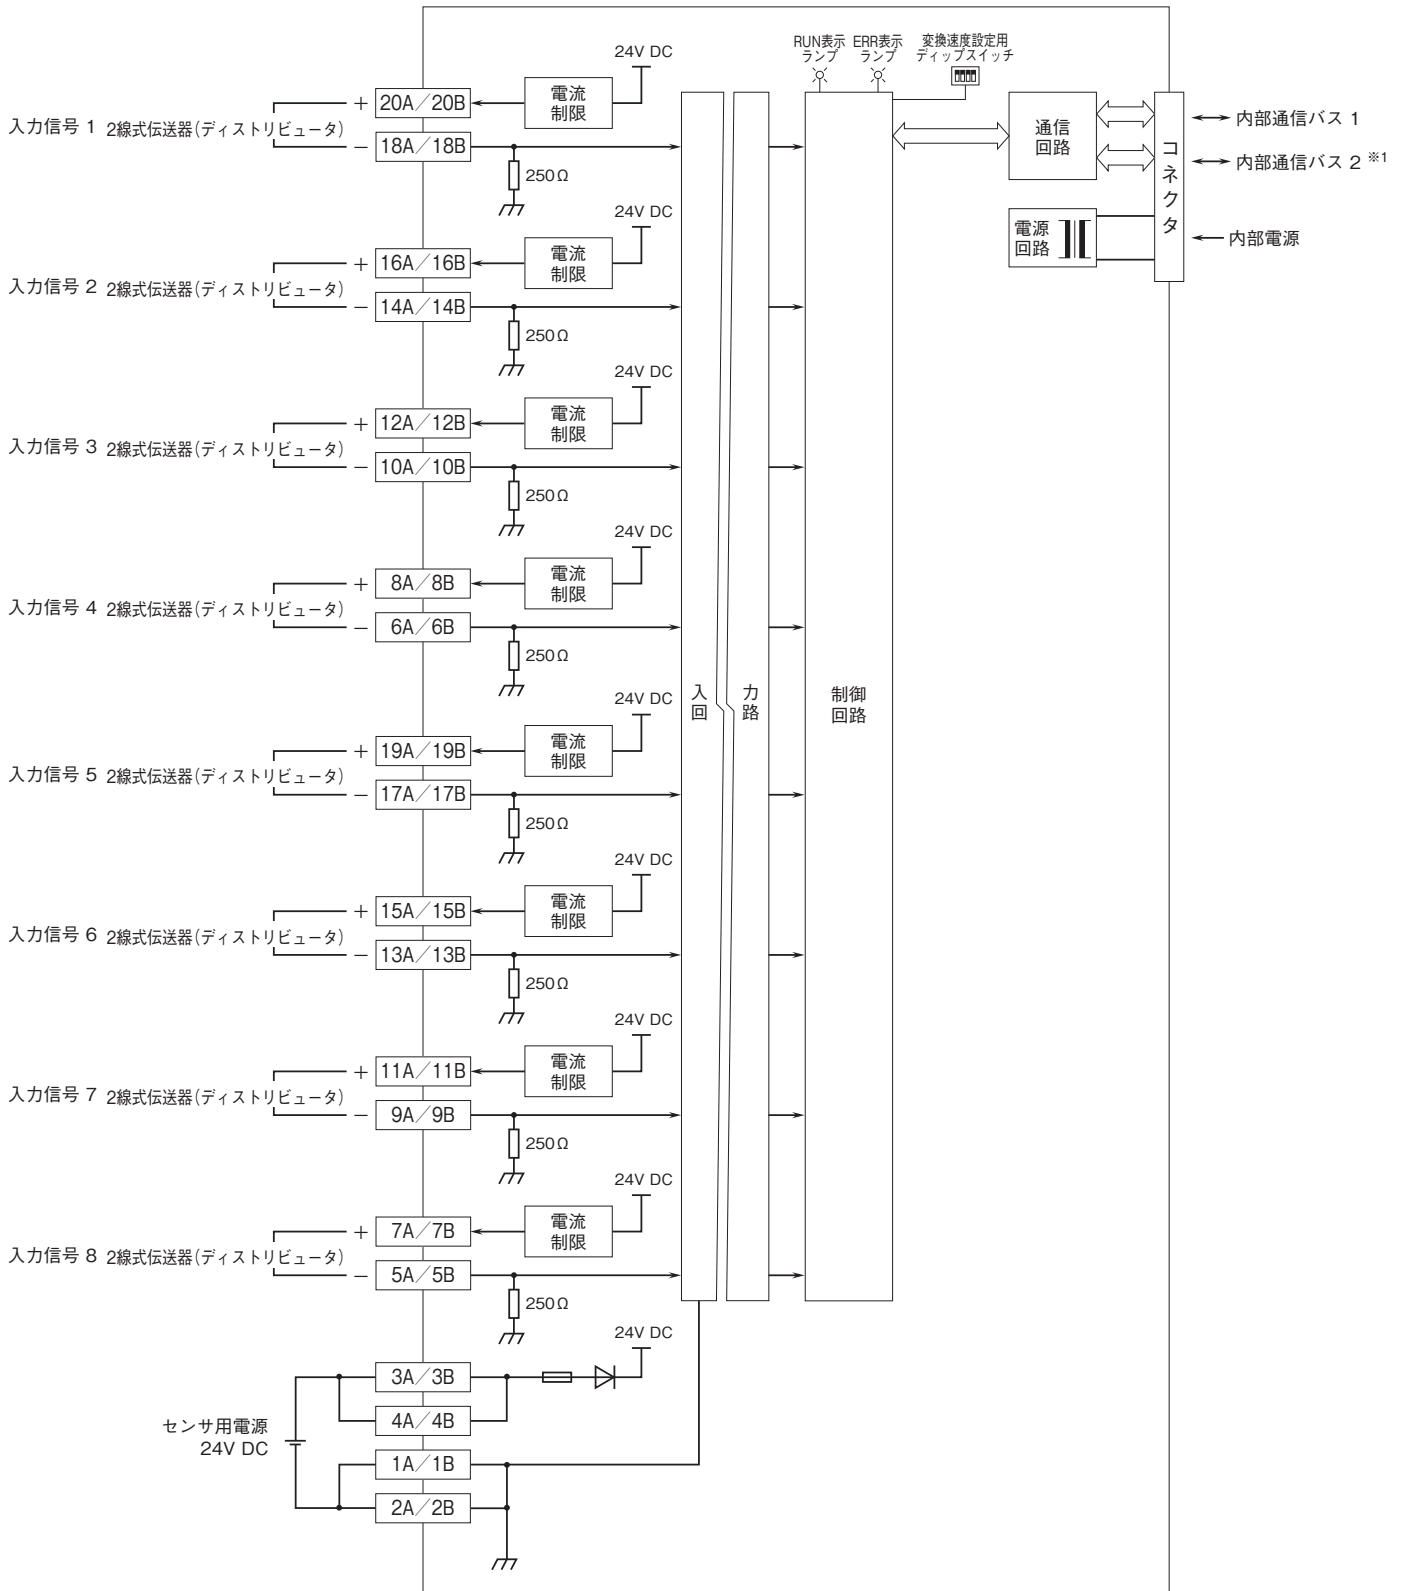 RUN表示
ランプ
ERR表示
ランプ
変換速度設定用
ディップスイッチ
24V DC
入力信号 1 2線式伝送器(ディストリビュータ)
+ 20A/20B
電流
制限
− 18A/18B
250Ω
通信
回路
コネクタ
内部通信バス 1
内部通信バス 2 ※1
電源
回路
内部電源
24V DC
入力信号 2 2線式伝送器(ディストリビュータ)
+ 16A/16B
電流
制限
− 14A/14B
250Ω
24V DC
入力信号 3 2線式伝送器(ディストリビュータ)
+ 12A/12B
電流
制限
− 10A/10B
250Ω
24V DC
入力信号 4 2線式伝送器(ディストリビュータ)
+ 8A/8B
電流
制限
− 6A/6B
250Ω
入力
回路
制御
回路
24V DC
入力信号 5 2線式伝送器(ディストリビュータ)
+ 19A/19B
電流
制限
− 17A/17B
250Ω
24V DC
入力信号 6 2線式伝送器(ディストリビュータ)
+ 15A/15B
電流
制限
− 13A/13B
250Ω
24V DC
入力信号 7 2線式伝送器(ディストリビュータ)
+ 11A/11B
電流
制限
− 9A/9B
250Ω
24V DC
入力信号 8 2線式伝送器(ディストリビュータ)
+ 7A/7B
電流
制限
− 5A/5B
250Ω
24V DC
3A/3B
4A/4B
センサ用電源
24V DC
1A/1B
2A/2B